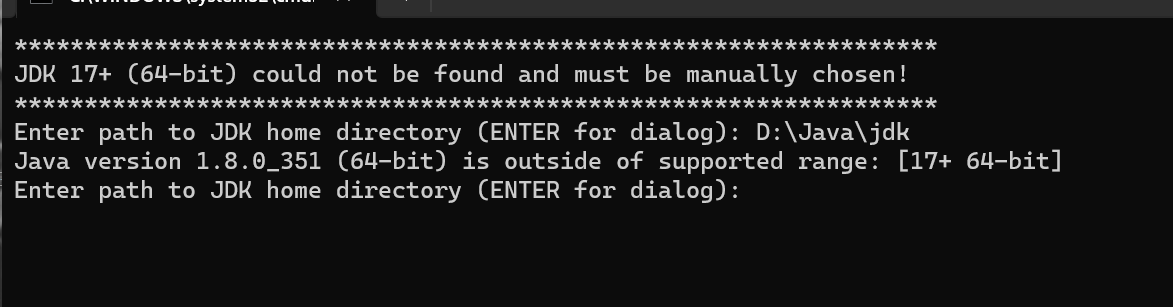 ******************************************************************
JDK 17+ (64-bit) could not be found and must be manually chosen!
******************************************************************
Enter path to JDK home directory (ENTER for dialog): D:\Java\jdk
Java version 1.8.0_351 (64-bit) is outside of supported range: [17+ 64-bit]
Enter path to JDK home directory (ENTER for dialog):